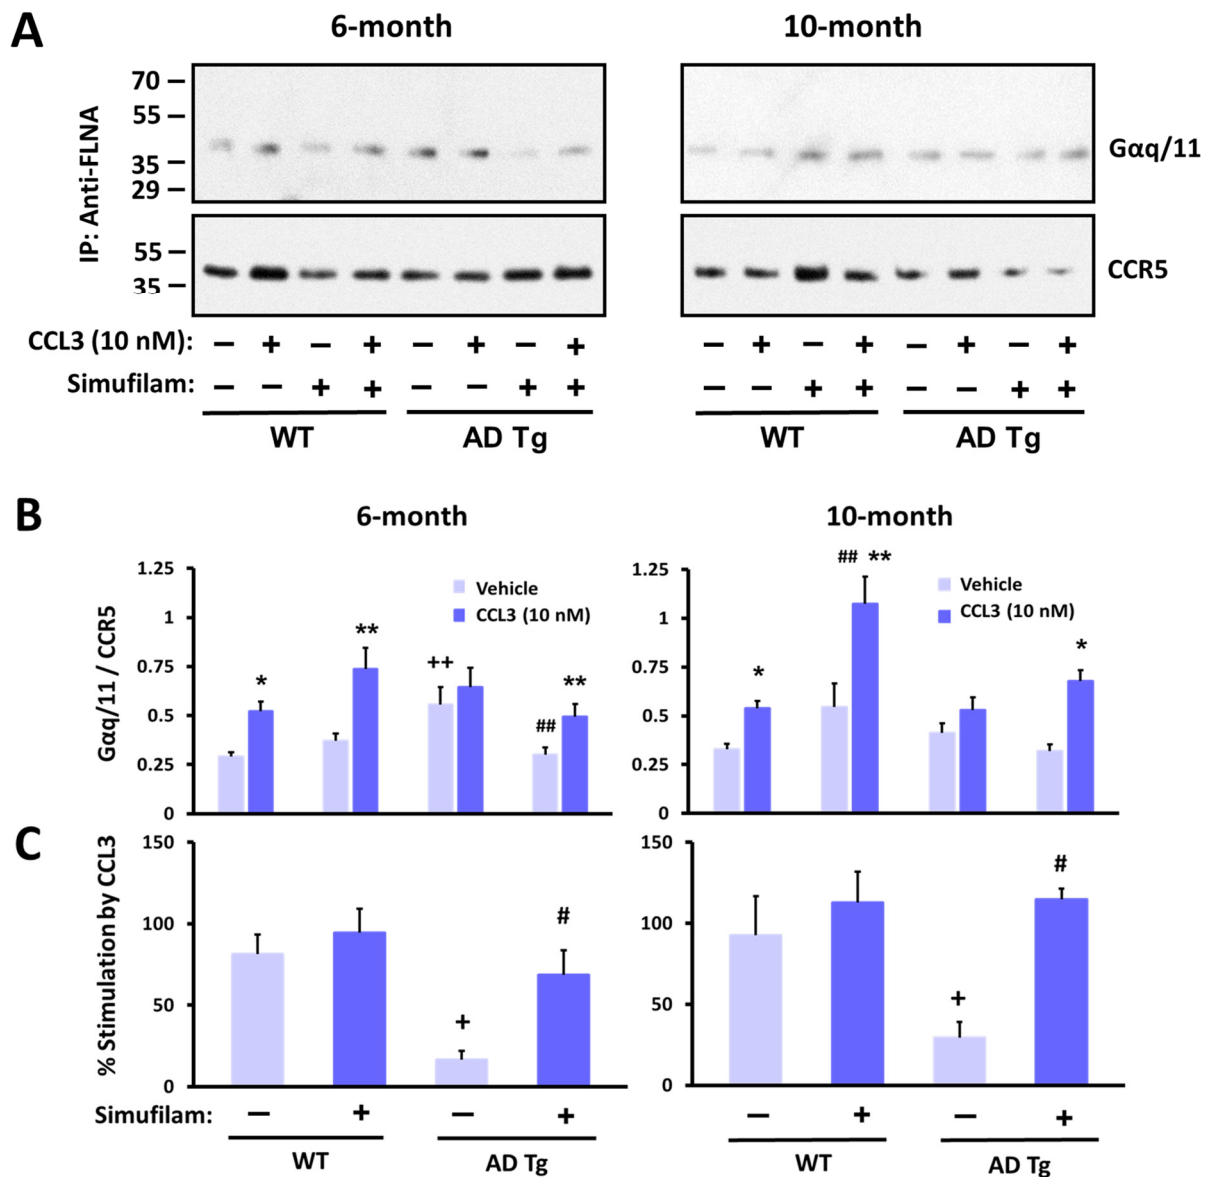 A
6-month
10-month
IP: Anti-FLNA
70
55
35
29
Gαq/11
55
35
CCR5
CCL3 (10 nM): − + − + − + − + − + − + − + − +
Simufilam: − − + + − − + + − − + + − − + +
WT
AD Tg
WT
AD Tg
B
6-month
10-month
Gαq/11 / CCR5
1.25
1
0.75
0.5
0.25
0
Vehicle
CCL3 (10 nM)
*
**
++
##
**
1.25
1
0.75
0.5
0.25
0
Vehicle
CCL3 (10 nM)
*
## **
*
C
% Stimulation by CCL3
150
100
50
0
+
#
150
100
50
0
+
#
Simufilam: − + − + − + − +
WT
AD Tg
WT
AD Tg